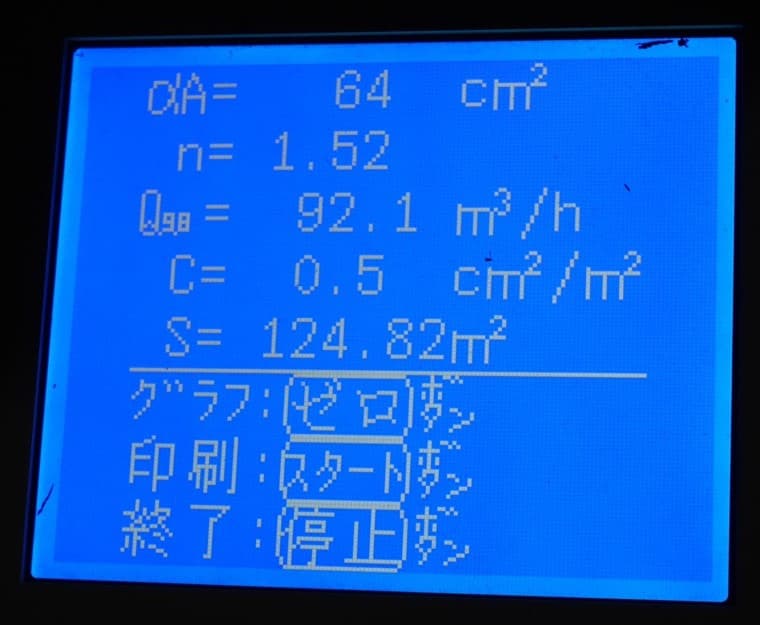 αA= 64 cm²
n= 1.52
Q9.8= 92.1 m³/h
C= 0.5 cm²/m²
S= 124.82m²
グラフ:ゼロボタン
印刷:スタートボタン
終了:停止ボタン